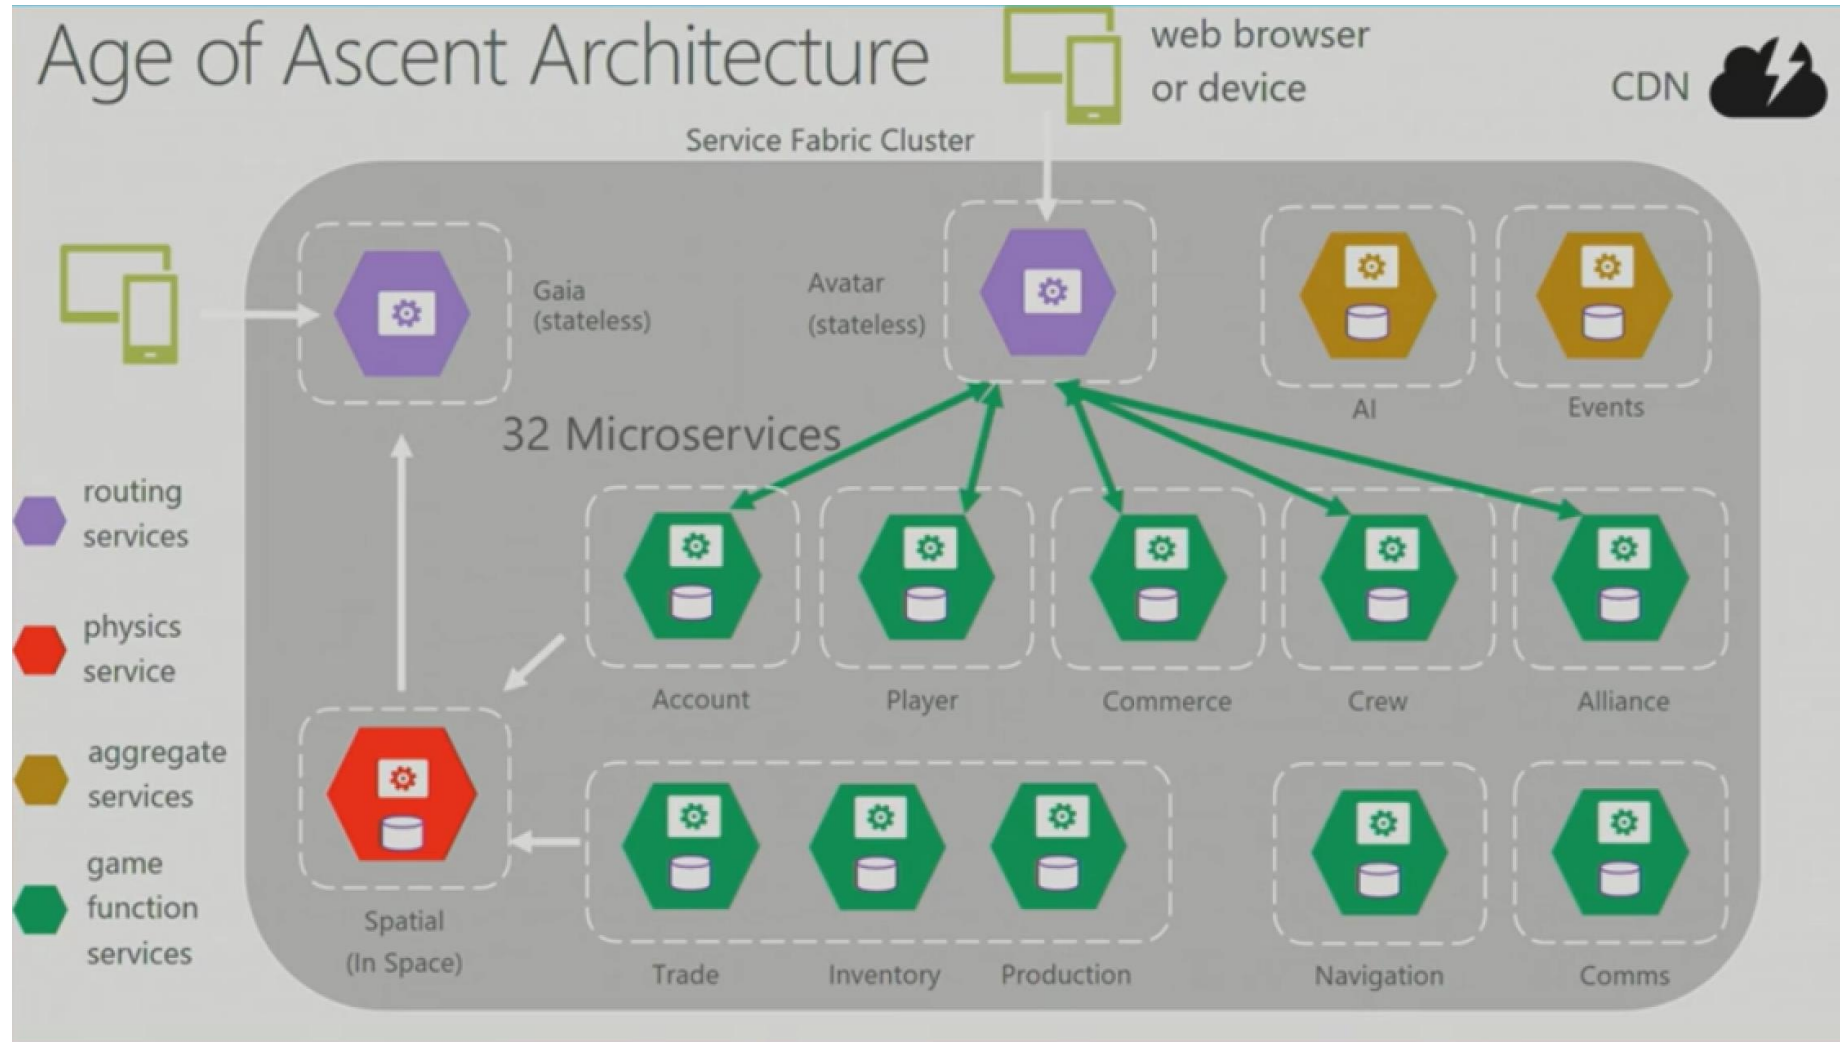 Age of Ascent Architecture
web browser
or device
CDN
Service Fabric Cluster
Gaia
(stateless)
Avatar
(stateless)
AI
Events
32 Microservices
routing
services
physics
service
aggregate
services
game
function
services
Account
Player
Commerce
Crew
Alliance
Spatial
(In Space)
Trade
Inventory
Production
Navigation
Comms